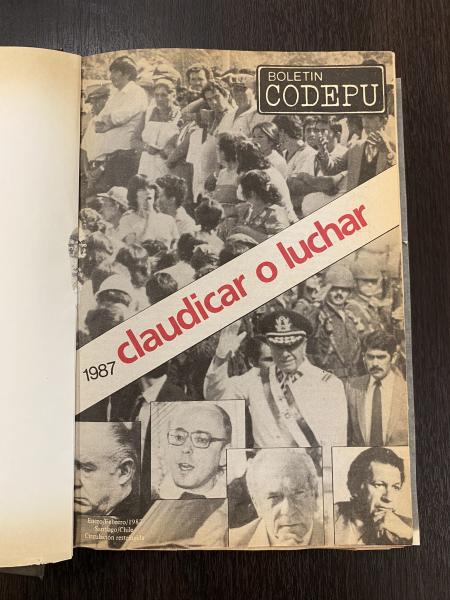 BOLETIN
CODEPU
1987 claudicar o luchar
Enero/Febrero/1987
Santiago/Chile
Circulación restringida